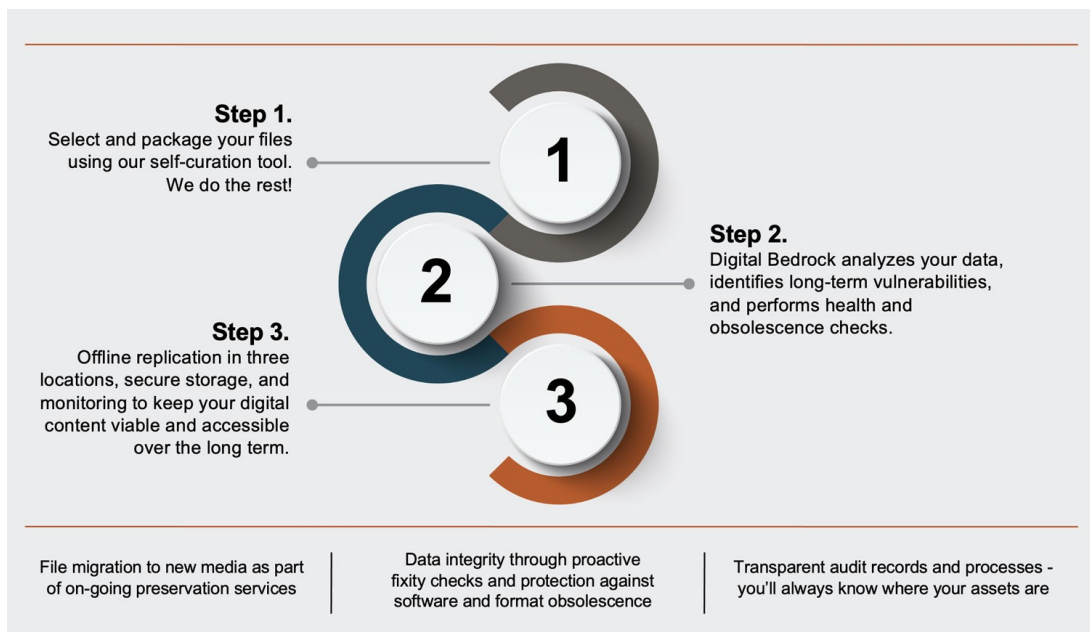 Step 1.
Select and package your files
using our self-curation tool.
We do the rest!
1
Step 2.
Digital Bedrock analyzes your data,
identifies long-term vulnerabilities,
and performs health and
obsolescence checks.
2
Step 3.
Offline replication in three
locations, secure storage, and
monitoring to keep your digital
content viable and accessible
over the long term.
3
File migration to new media as part
of on-going preservation services
Data integrity through proactive
fixity checks and protection against
software and format obsolescence
Transparent audit records and processes -
you'll always know where your assets are